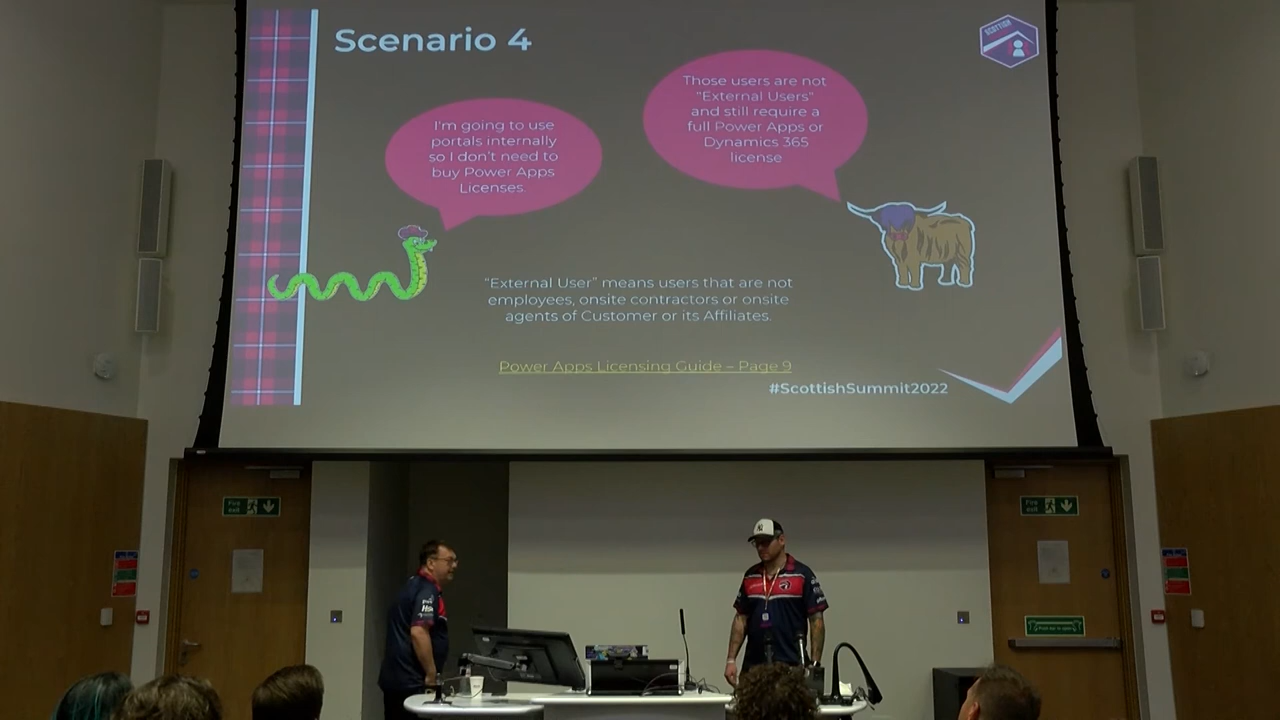 Scenario 4
SCOTTISH
I'm going to use
portals internally
so I don't need to
buy Power Apps
Licenses.
Those users are not
"External Users"
and still require a
full Power Apps or
Dynamics 365
license
"External User" means users that are not
employees, onsite contractors or onsite
agents of Customer or its Affiliates.
Power Apps Licensing Guide – Page 9
#ScottishSummit2022
Fire
exit
Fire
exit